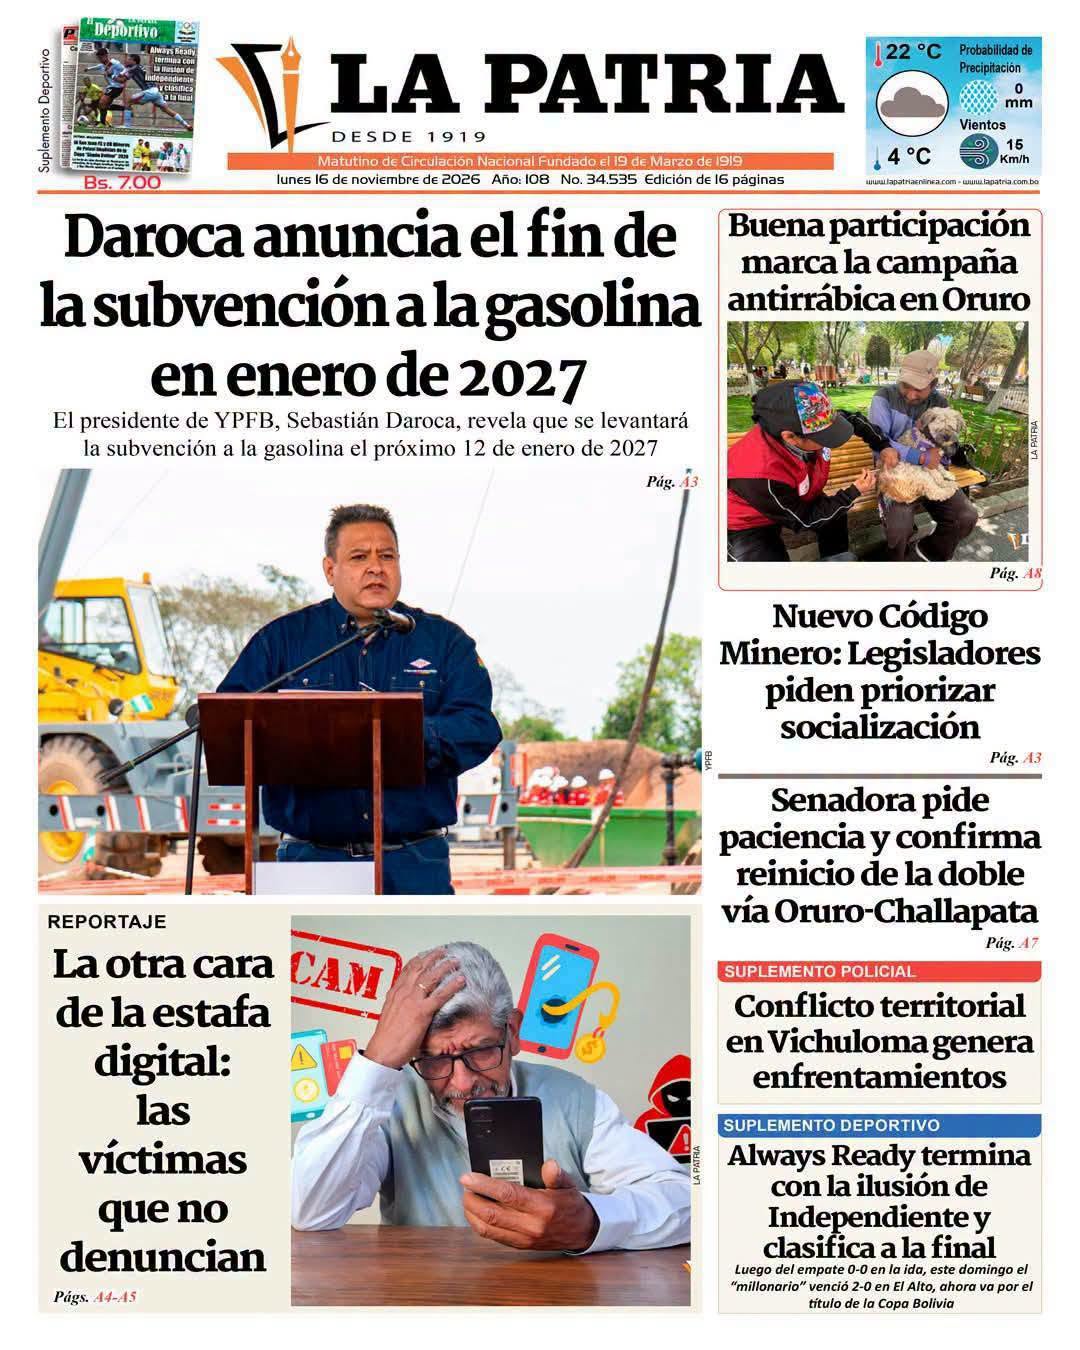 Suplemento Deportivo
El Deportivo
Always Ready
termina con
la ilusión de
Independiente
y clasifica
a la final
Bs. 7.00
LA PATRIA
DESDE 1919
Matutino de Circulación Nacional Fundado el 19 de Marzo de 1919
lunes 16 de noviembre de 2026 Año: 108 No. 34.535 Edición de 16 páginas
22 °C
4 °C
Probabilidad de
Precipitación
0
mm
Vientos
15
Km/h
www.lapatriaenlinea.com - www.lapatria.com.bo
Daroca anuncia el fin de
la subvención a la gasolina
en enero de 2027
El presidente de YPFB, Sebastián Daroca, revela que se levantará
la subvención a la gasolina el próximo 12 de enero de 2027
Pág. A3
YPFB
Buena participación
marca la campaña
antirrábica en Oruro
LA PATRIA
Pág. A8
Nuevo Código
Minero: Legisladores
piden priorizar
socialización
Pág. A3
Senadora pide
paciencia y confirma
reinicio de la doble
vía Oruro-Challapata
Pág. A7
REPORTAJE
La otra cara
de la estafa
digital:
las
víctimas
que no
denuncian
Págs. A4-A5
CAM
LA PATRIA
SUPLEMENTO POLICIAL
Conflicto territorial
en Vichuloma genera
enfrentamientos
SUPLEMENTO DEPORTIVO
Always Ready termina
con la ilusión de
Independiente y
clasifica a la final
Luego del empate 0-0 en la ida, este domingo el
“millonario” venció 2-0 en El Alto, ahora va por el
título de la Copa Bolivia